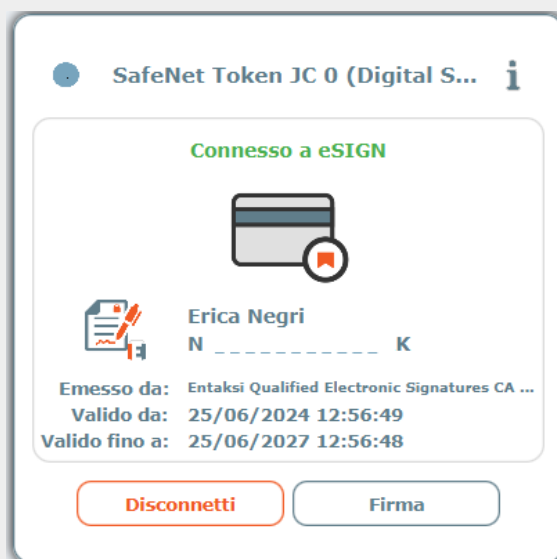 SafeNet Token JC 0 (Digital S... i
Connesso a eSIGN
Erica Negri
N _ _ _ _ _ _ _ _ _ _ _ K
Emesso da: Entaksi Qualified Electronic Signatures CA ...
Valido da: 25/06/2024 12:56:49
Valido fino a: 25/06/2027 12:56:48
Disconnetti Firma